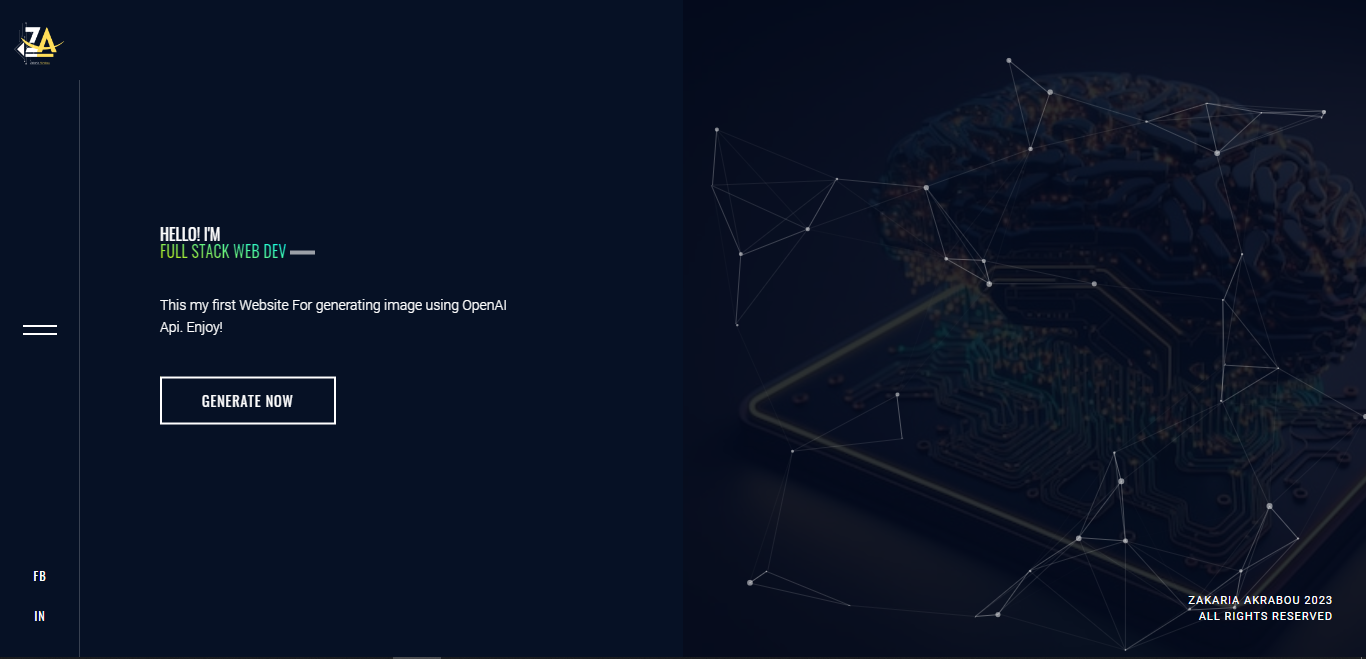 ZA
HELLO! I'M
FULL STACK WEB DEV
This my first Website For generating image using OpenAI
Api. Enjoy!
GENERATE NOW
FB
IN
ZAKARIA AKRABOU 2023
ALL RIGHTS RESERVED